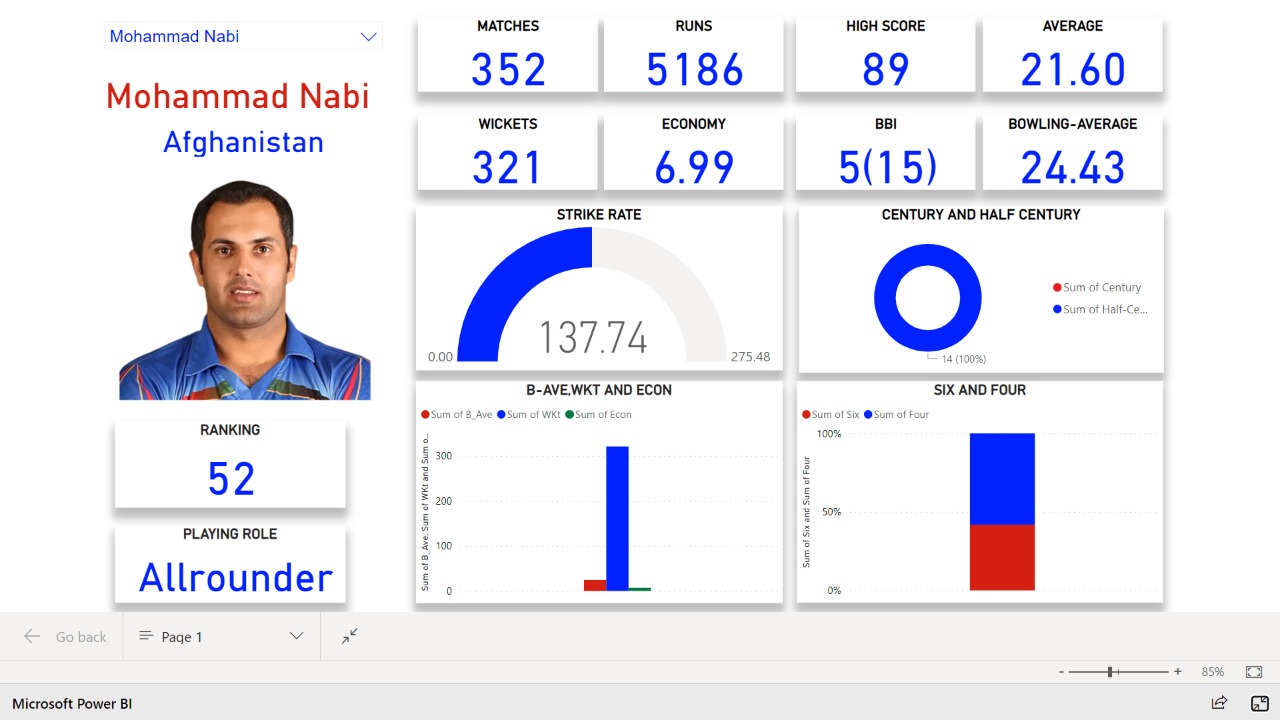 Mohammad Nabi
Mohammad Nabi
Afghanistan
RANKING
52
PLAYING ROLE
Allrounder
MATCHES
352
RUNS
5186
HIGH SCORE
89
AVERAGE
21.60
WICKETS
321
ECONOMY
6.99
BBI
5(15)
BOWLING-AVERAGE
24.43
STRIKE RATE
137.74
0.00
275.48
CENTURY AND HALF CENTURY
Sum of Century
Sum of Half-Ce...
14 (100%)
B-AVE,WKT AND ECON
Sum of B_Ave Sum of WKt Sum of Econ
Sum of B_Ave, Sum of WKt and Sum o...
300
200
100
0
SIX AND FOUR
Sum of Six Sum of Four
Sum of Six and Sum of Four
100%
50%
0%
Go back
Page 1
- + 85%
Microsoft Power BI